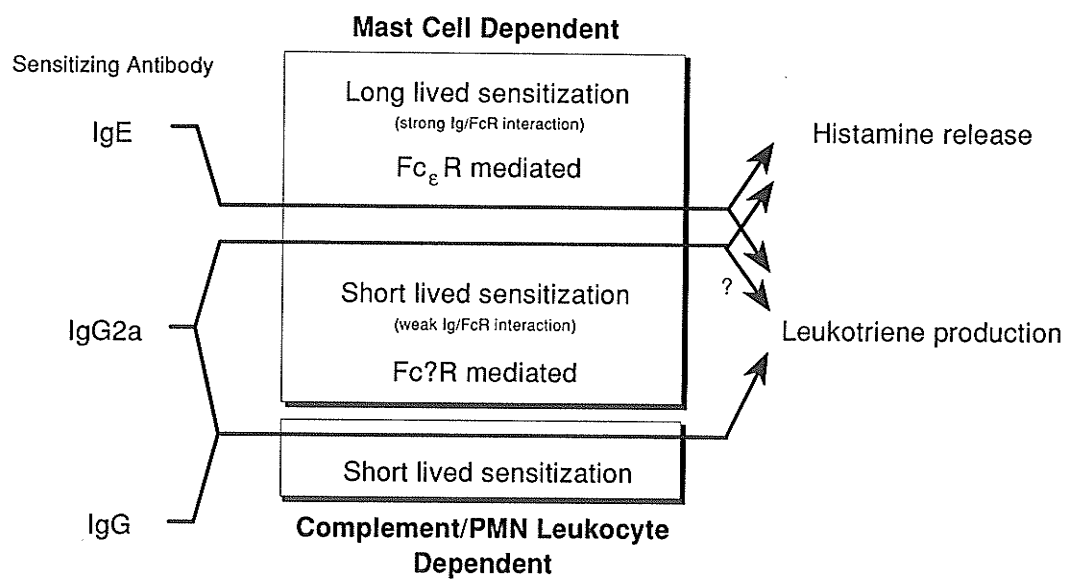 Mast Cell Dependent
Sensitizing Antibody
Long lived sensitization
(strong Ig/FcR interaction)
IgE
Histamine release
FcεR mediated
Short lived sensitization
(weak Ig/FcR interaction)
?
IgG2a
Leukotriene production
Fc?R mediated
Short lived sensitization
IgG
Complement/PMN Leukocyte
Dependent